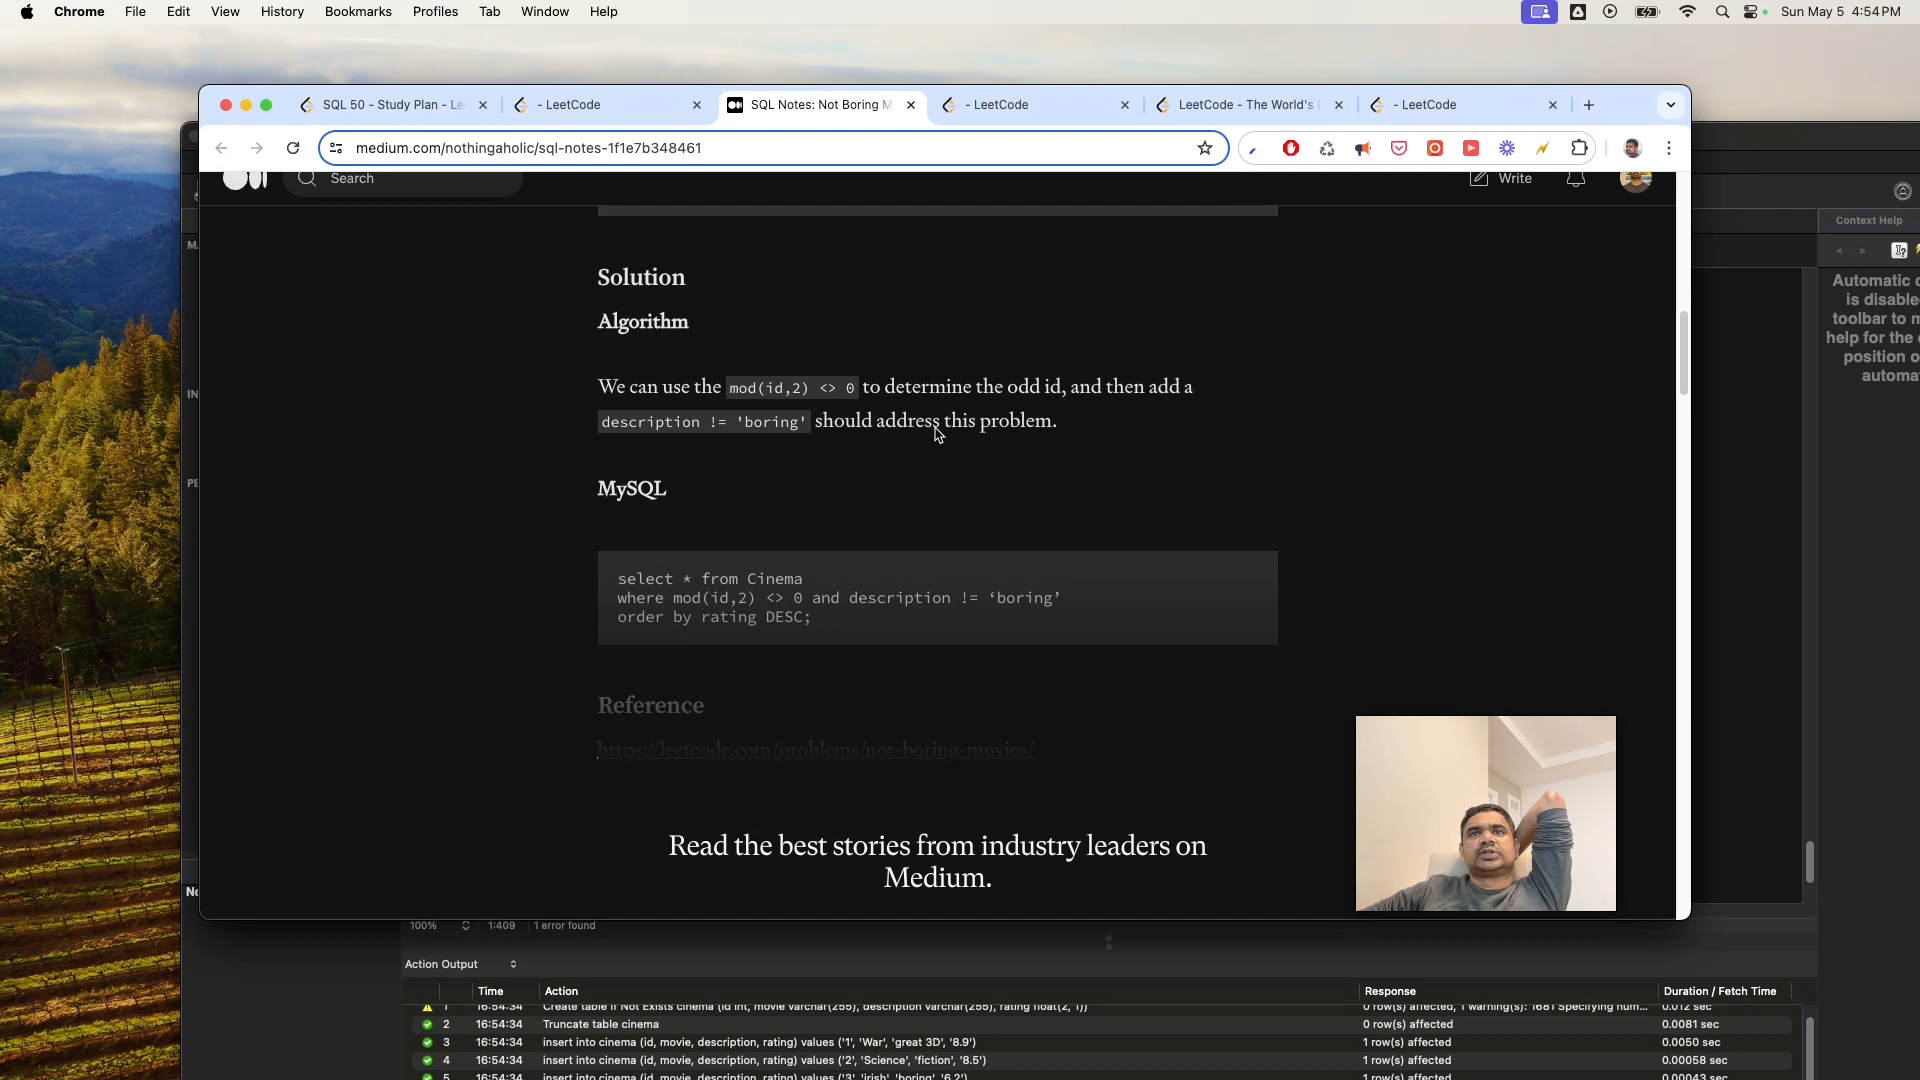 Chrome File Edit View History Bookmarks Profiles Tab Window Help Sun May 5 4:54 PM
SQL 50 - Study Plan - Le - LeetCode SQL Notes: Not Boring M - LeetCode LeetCode - The World's L - LeetCode
medium.com/nothingaholic/sql-notes-1f1e7b348461
Search Write
Context Help
Automatic c
is disable
toolbar to m
help for the c
position o
automa
Solution
Algorithm
We can use the mod(id,2) <> 0 to determine the odd id, and then add a
description != 'boring' should address this problem.
MySQL
select * from Cinema
where mod(id,2) <> 0 and description != ‘boring’
order by rating DESC;
Reference
https://leetcode.com/problems/not-boring-movies/
Read the best stories from industry leaders on
Medium.
MA
IN
PE
No
100% 1:409 1 error found
Action Output
Time Action Response Duration / Fetch Time
1 16:54:34 Create table If Not Exists cinema (id int, movie varchar(255), description varchar(255), rating float(2, 1)) 0 row(s) affected, 1 warning(s): 1681 Specifying num... 0.012 sec
2 16:54:34 Truncate table cinema 0 row(s) affected 0.0081 sec
3 16:54:34 insert into cinema (id, movie, description, rating) values ('1', 'War', 'great 3D', '8.9') 1 row(s) affected 0.0050 sec
4 16:54:34 insert into cinema (id, movie, description, rating) values ('2', 'Science', 'fiction', '8.5') 1 row(s) affected 0.00058 sec
5 16:54:34 insert into cinema (id, movie, description, rating) values ('3', 'irish', 'boring', '6.2') 1 row(s) affected 0.00043 sec